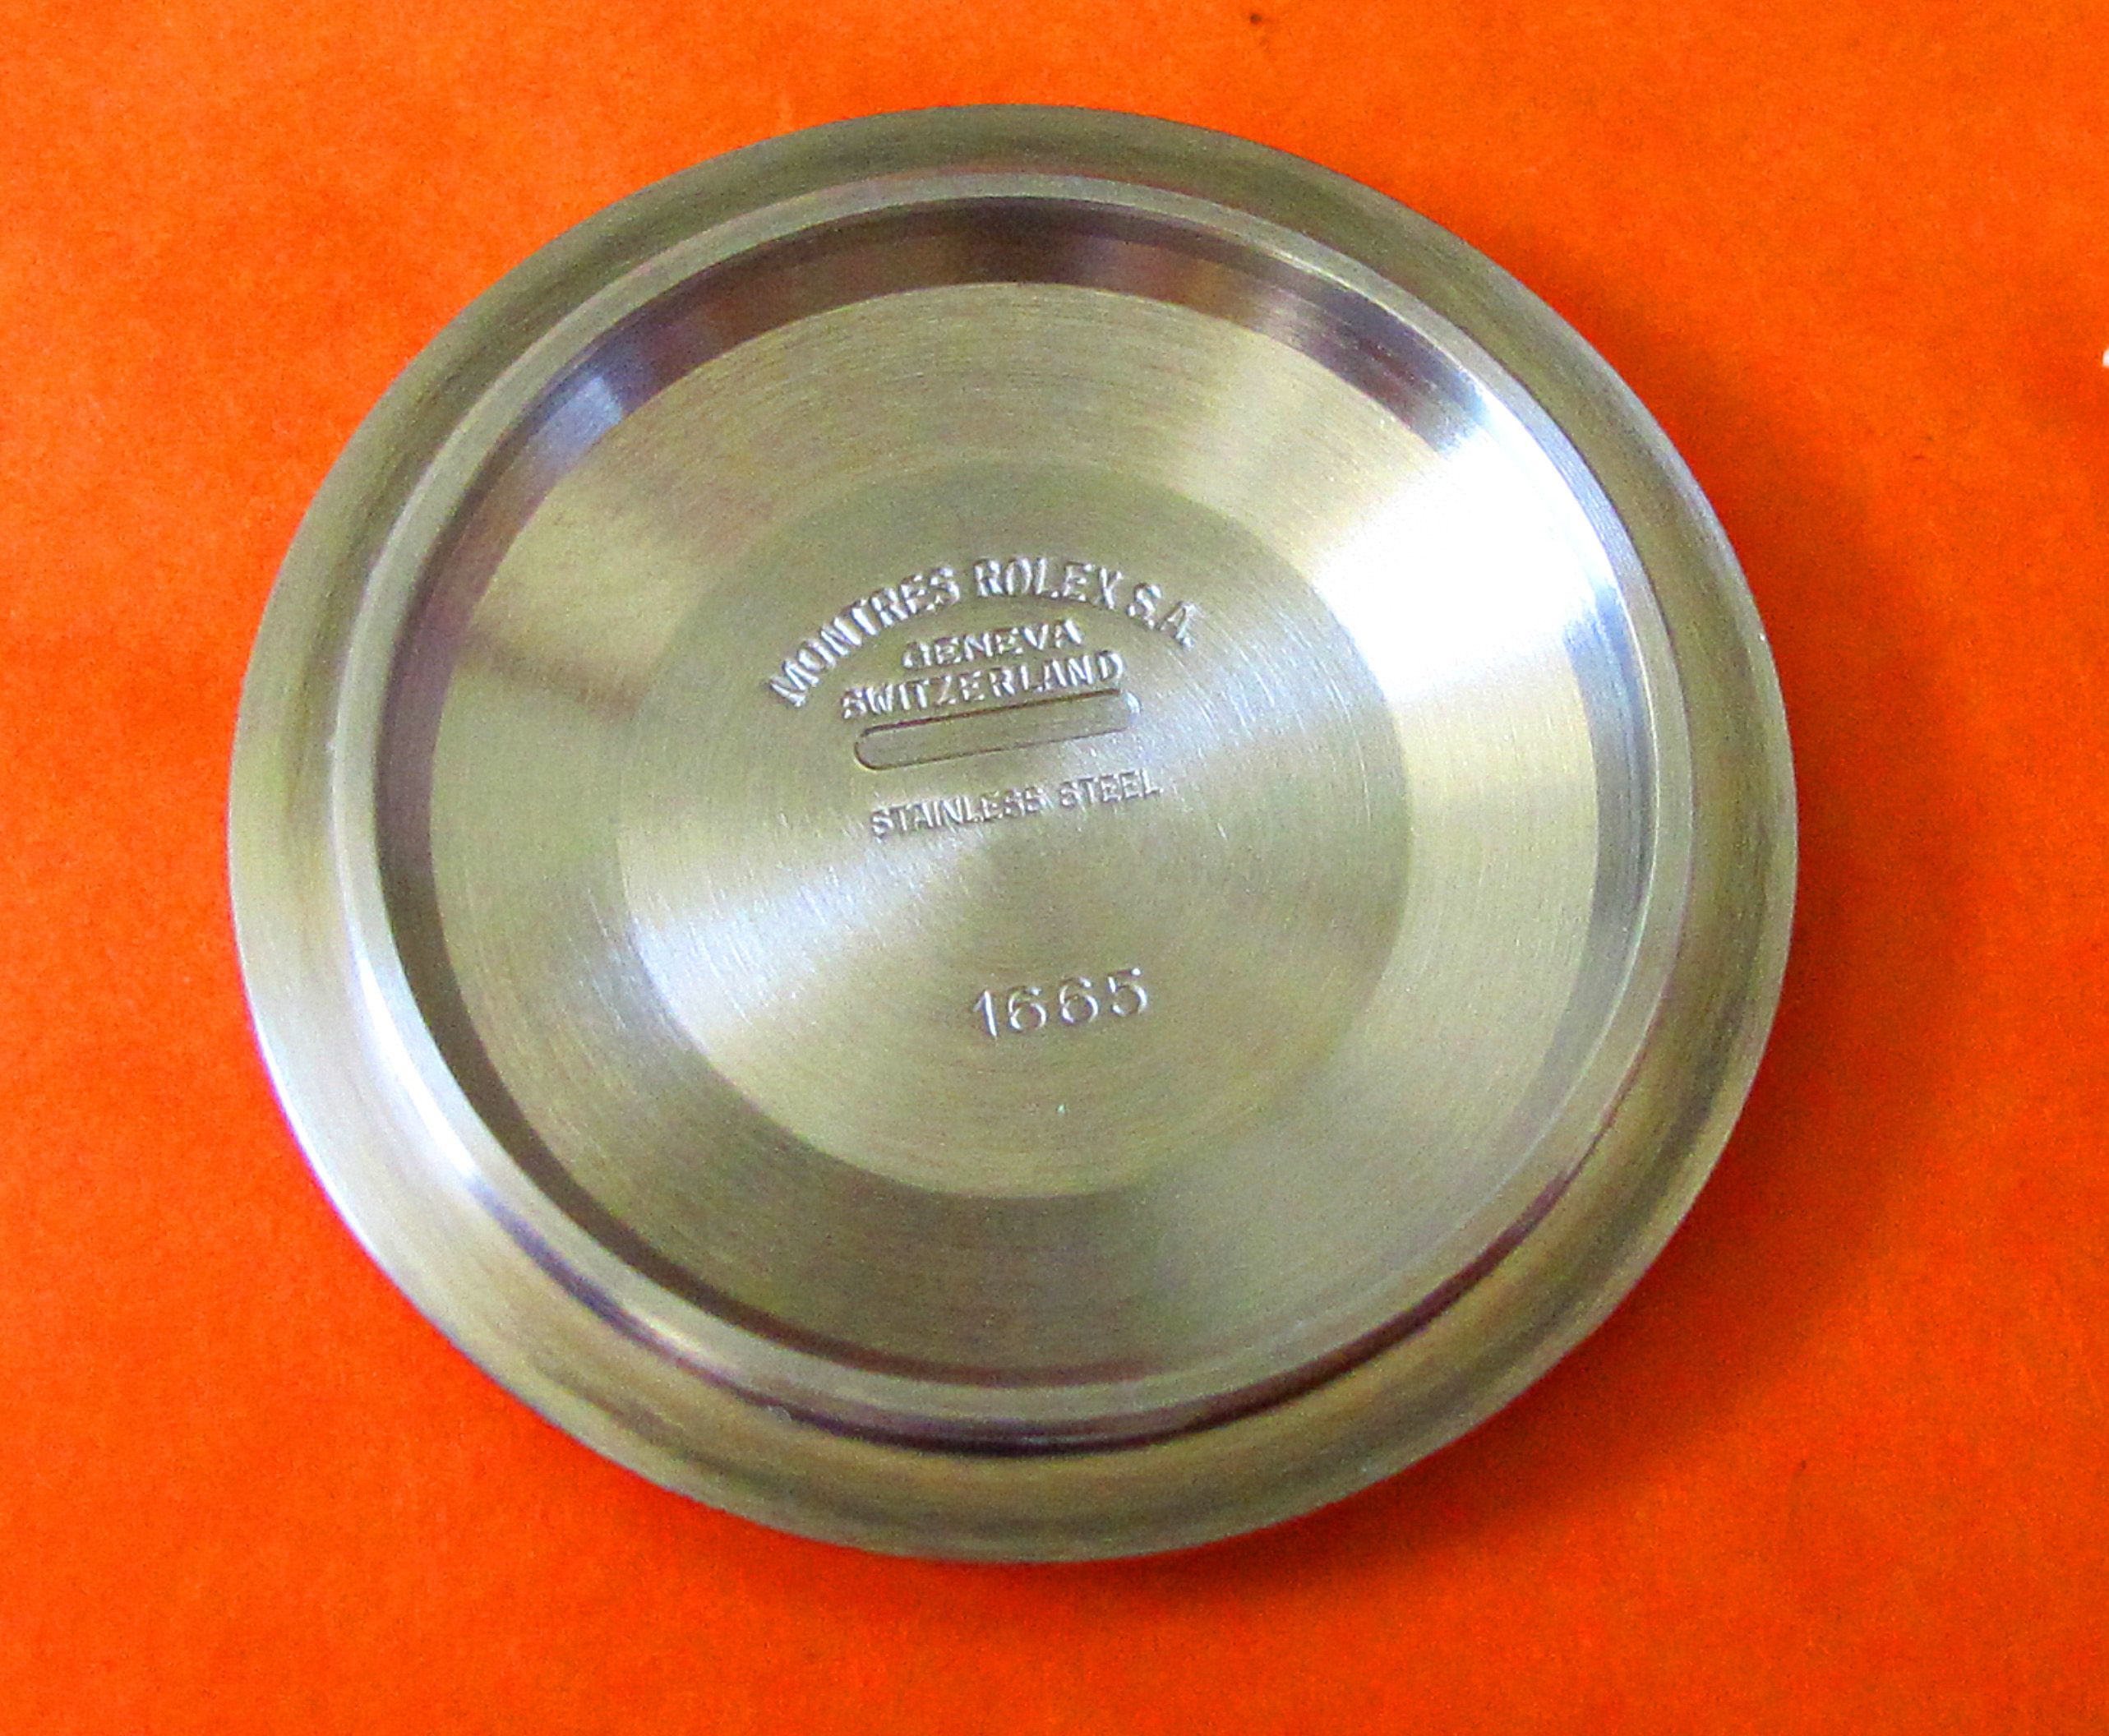 MONTRES ROLEX S.A.
GENEVA
SWITZERLAND
STAINLESS STEEL
1665